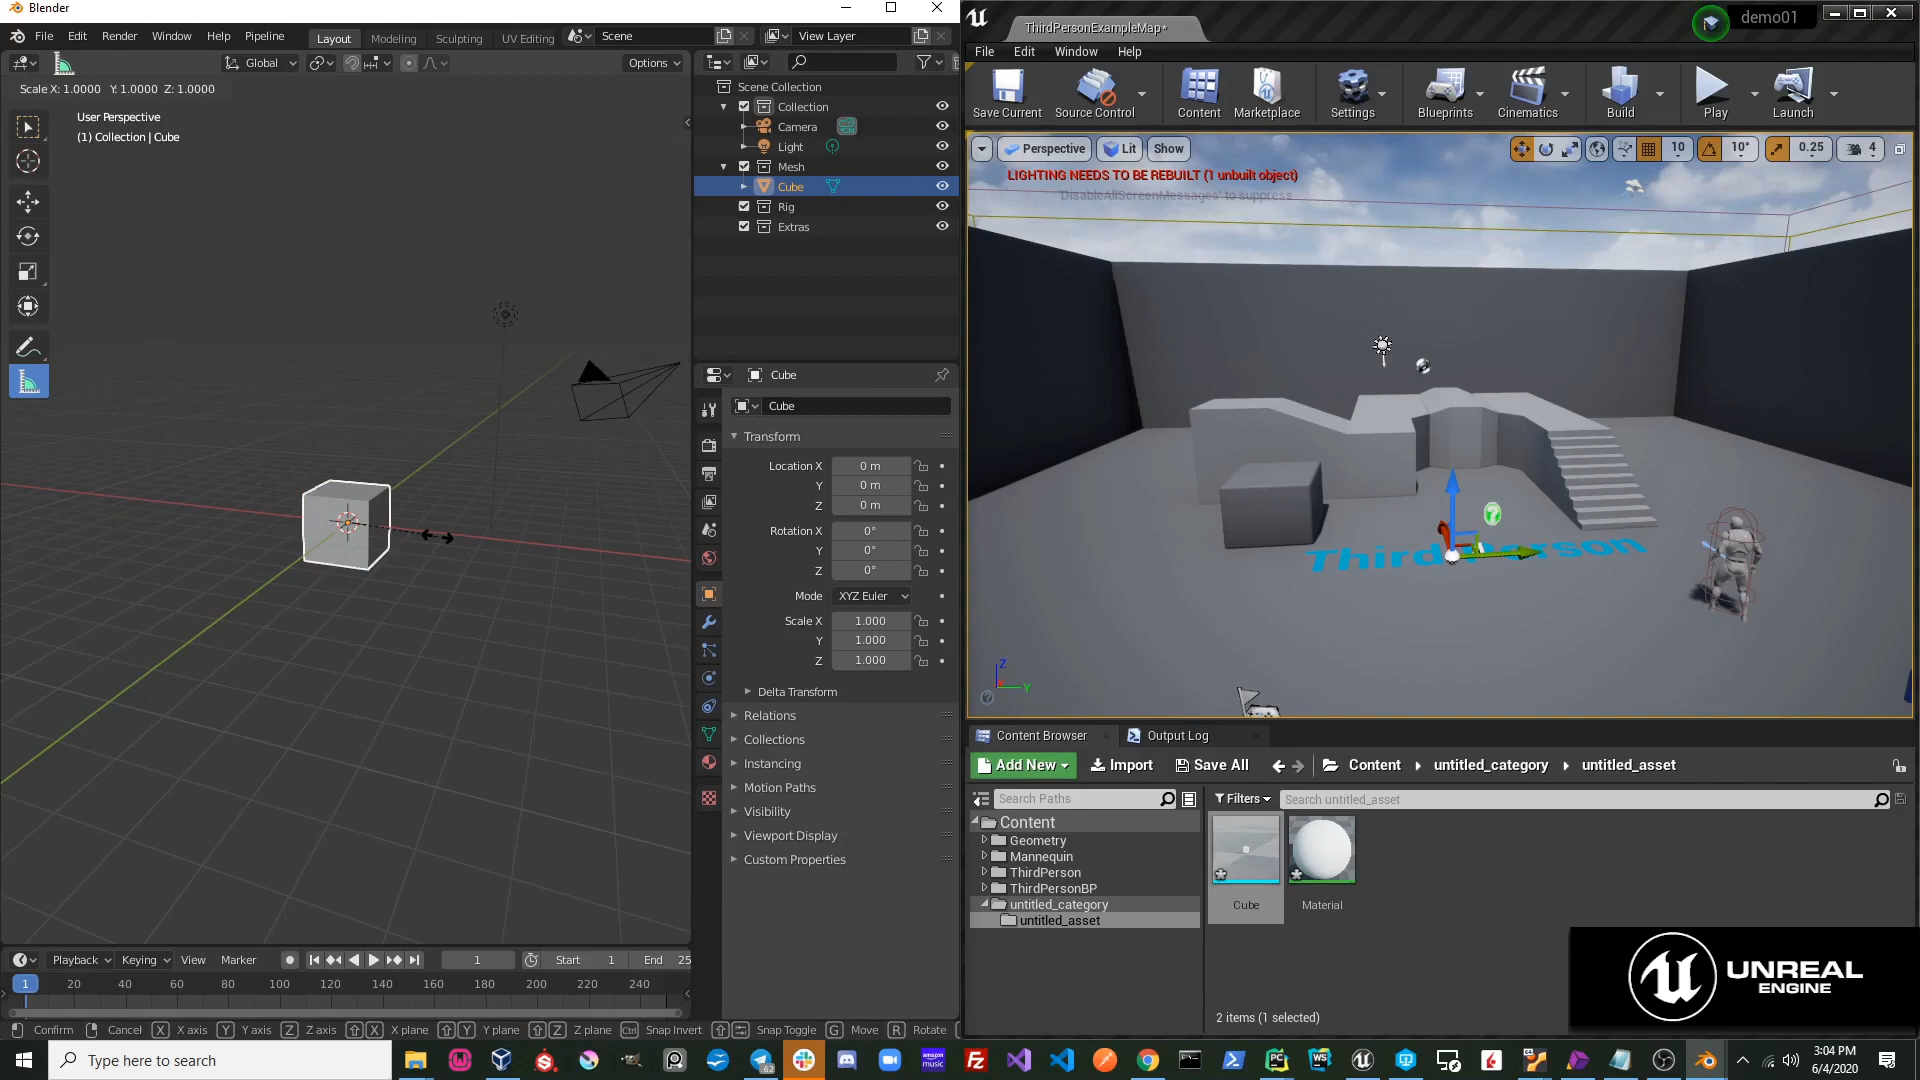 Blender
File Edit Render Window Help Pipeline
Layout Modeling Sculpting UV Editing
Scene
View Layer
Global
Options
Scale X: 1.0000 Y: 1.0000 Z: 1.0000
User Perspective
(1) Collection | Cube
Scene Collection
Collection
Camera
Light
Mesh
Cube
Rig
Extras
Cube
Cube
Transform
Location X 0 m
Y 0 m
Z 0 m
Rotation X 0°
Y 0°
Z 0°
Mode XYZ Euler
Scale X 1.000
Y 1.000
Z 1.000
Delta Transform
Relations
Collections
Instancing
Motion Paths
Visibility
Viewport Display
Custom Properties
Playback Keying View Marker
1
Start 1 End 25
1 20 40 60 80 100 120 140 160 180 200 220 240
Confirm Cancel X X axis Y Y axis Z Z axis X X plane Y Y plane Z Z plane Ctrl Snap Invert Snap Toggle G Move R Rotate
ThirdPersonExampleMap*
demo01
File Edit Window Help
Save Current Source Control Content Marketplace Settings Blueprints Cinematics Build Play Launch
Perspective Lit Show
10 10° 0.25 4
LIGHTING NEEDS TO BE REBUILT (1 unbuilt object)
'DisableAllScreenMessages' to suppress
Third Person
Z
Y
Content Browser Output Log
Add New Import Save All Content untitled_category untitled_asset
Search Paths
Filters Search untitled_asset
Content
Geometry
Mannequin
ThirdPerson
ThirdPersonBP
untitled_category
untitled_asset
Cube Material
2 items (1 selected)
UNREAL
ENGINE
Type here to search
3:04 PM
6/4/2020